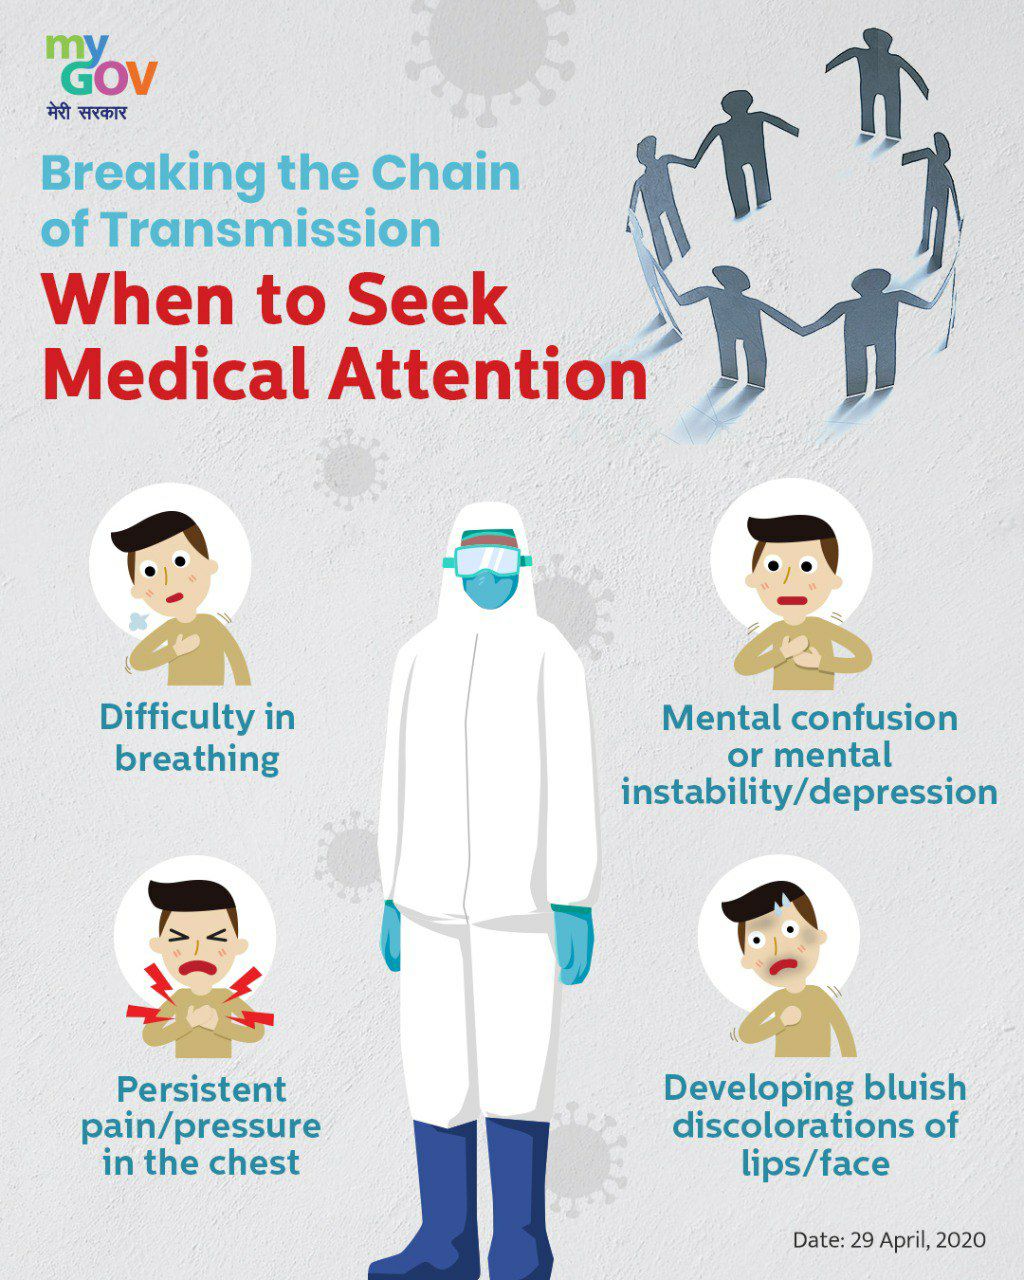 my
GOV
मेरी सरकार
Breaking the Chain
of Transmission
When to Seek
Medical Attention
Difficulty in
breathing
Mental confusion
or mental
instability/depression
Persistent
pain/pressure
in the chest
Developing bluish
discolorations of
lips/face
Date: 29 April, 2020